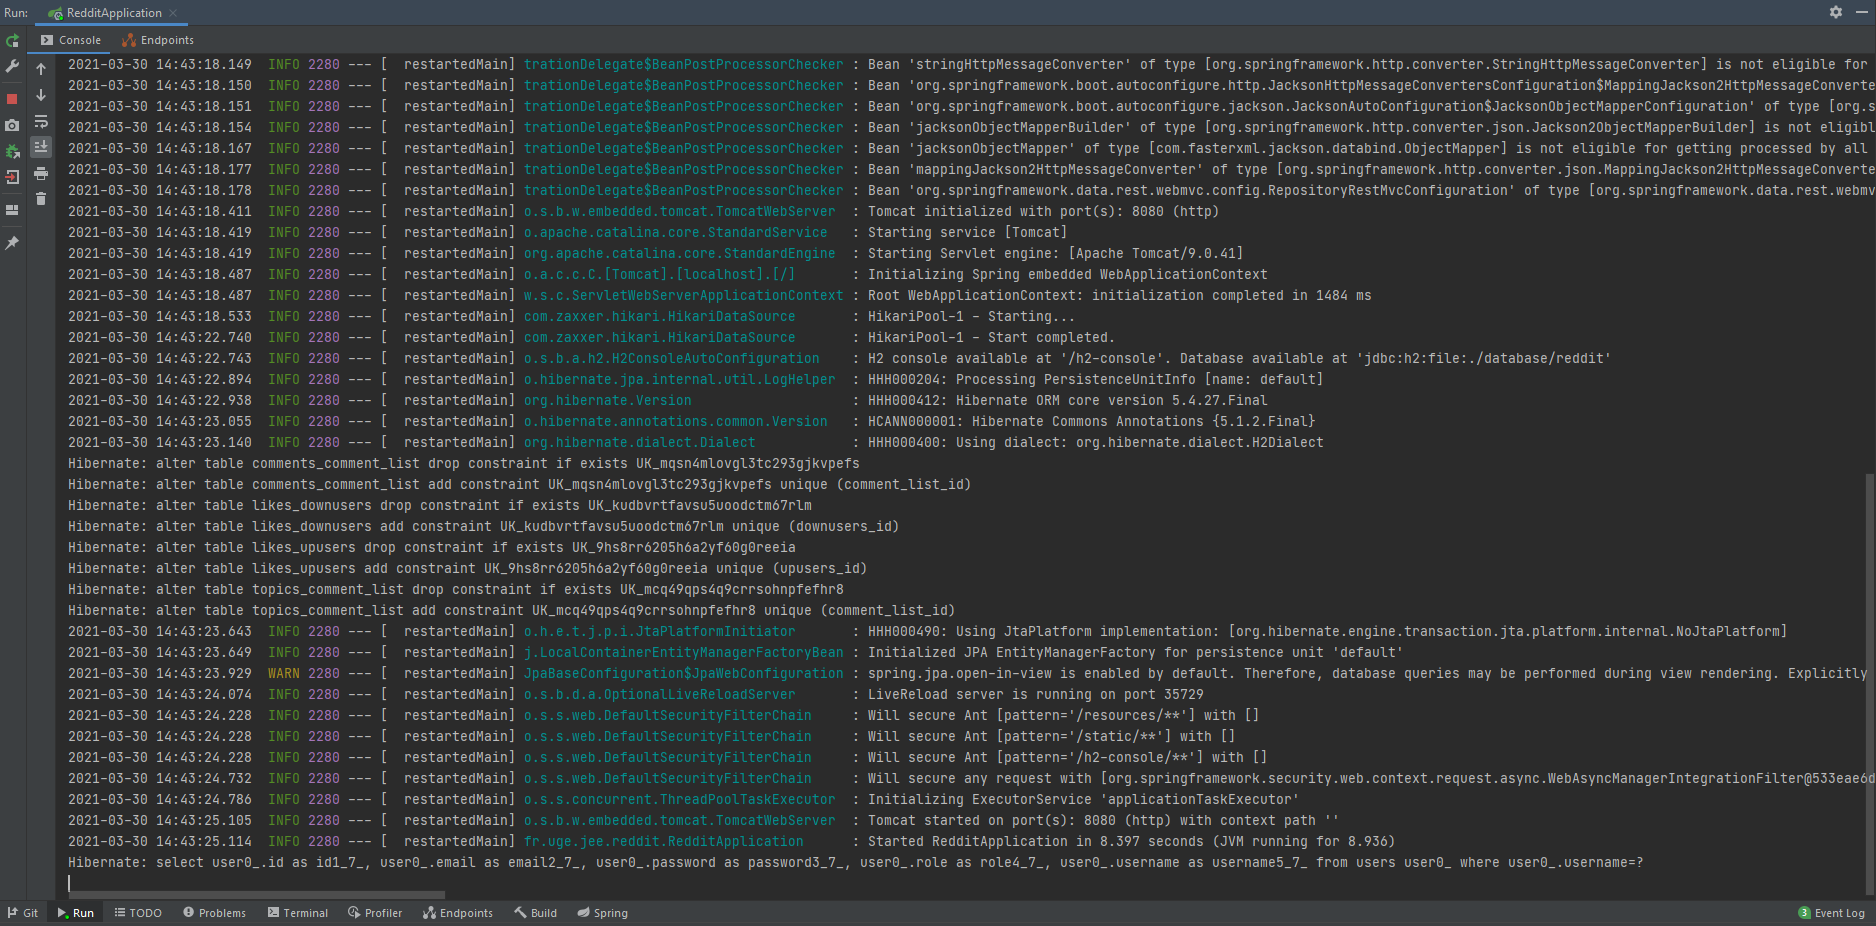 Run: RedditApplication
Console Endpoints
2021-03-30 14:43:18.149  INFO 2280 --- [  restartedMain] trationDelegate$BeanPostProcessorChecker : Bean 'stringHttpMessageConverter' of type [org.springframework.http.converter.StringHttpMessageConverter] is not eligible for
2021-03-30 14:43:18.150  INFO 2280 --- [  restartedMain] trationDelegate$BeanPostProcessorChecker : Bean 'org.springframework.boot.autoconfigure.http.JacksonHttpMessageConvertersConfiguration$MappingJackson2HttpMessageConverte
2021-03-30 14:43:18.151  INFO 2280 --- [  restartedMain] trationDelegate$BeanPostProcessorChecker : Bean 'org.springframework.boot.autoconfigure.jackson.JacksonAutoConfiguration$JacksonObjectMapperConfiguration' of type [org.s
2021-03-30 14:43:18.154  INFO 2280 --- [  restartedMain] trationDelegate$BeanPostProcessorChecker : Bean 'jacksonObjectMapperBuilder' of type [org.springframework.http.converter.json.Jackson2ObjectMapperBuilder] is not eligibl
2021-03-30 14:43:18.167  INFO 2280 --- [  restartedMain] trationDelegate$BeanPostProcessorChecker : Bean 'jacksonObjectMapper' of type [com.fasterxml.jackson.databind.ObjectMapper] is not eligible for getting processed by all
2021-03-30 14:43:18.177  INFO 2280 --- [  restartedMain] trationDelegate$BeanPostProcessorChecker : Bean 'mappingJackson2HttpMessageConverter' of type [org.springframework.http.converter.json.MappingJackson2HttpMessageConverte
2021-03-30 14:43:18.178  INFO 2280 --- [  restartedMain] trationDelegate$BeanPostProcessorChecker : Bean 'org.springframework.data.rest.webmvc.config.RepositoryRestMvcConfiguration' of type [org.springframework.data.rest.webmv
2021-03-30 14:43:18.411  INFO 2280 --- [  restartedMain] o.s.b.w.embedded.tomcat.TomcatWebServer  : Tomcat initialized with port(s): 8080 (http)
2021-03-30 14:43:18.419  INFO 2280 --- [  restartedMain] o.apache.catalina.core.StandardService   : Starting service [Tomcat]
2021-03-30 14:43:18.419  INFO 2280 --- [  restartedMain] org.apache.catalina.core.StandardEngine  : Starting Servlet engine: [Apache Tomcat/9.0.41]
2021-03-30 14:43:18.487  INFO 2280 --- [  restartedMain] o.a.c.c.C.[Tomcat].[localhost].[/]       : Initializing Spring embedded WebApplicationContext
2021-03-30 14:43:18.487  INFO 2280 --- [  restartedMain] w.s.c.ServletWebServerApplicationContext : Root WebApplicationContext: initialization completed in 1484 ms
2021-03-30 14:43:18.533  INFO 2280 --- [  restartedMain] com.zaxxer.hikari.HikariDataSource       : HikariPool-1 - Starting...
2021-03-30 14:43:22.740  INFO 2280 --- [  restartedMain] com.zaxxer.hikari.HikariDataSource       : HikariPool-1 - Start completed.
2021-03-30 14:43:22.743  INFO 2280 --- [  restartedMain] o.s.b.a.h2.H2ConsoleAutoConfiguration    : H2 console available at '/h2-console'. Database available at 'jdbc:h2:file:./database/reddit'
2021-03-30 14:43:22.894  INFO 2280 --- [  restartedMain] o.hibernate.jpa.internal.util.LogHelper  : HHH000204: Processing PersistenceUnitInfo [name: default]
2021-03-30 14:43:22.938  INFO 2280 --- [  restartedMain] org.hibernate.Version                    : HHH000412: Hibernate ORM core version 5.4.27.Final
2021-03-30 14:43:23.055  INFO 2280 --- [  restartedMain] o.hibernate.annotations.common.Version   : HCANN000001: Hibernate Commons Annotations {5.1.2.Final}
2021-03-30 14:43:23.140  INFO 2280 --- [  restartedMain] org.hibernate.dialect.Dialect            : HHH000400: Using dialect: org.hibernate.dialect.H2Dialect
Hibernate: alter table comments_comment_list drop constraint if exists UK_mqsn4mlovgl3tc293gjkvpefs
Hibernate: alter table comments_comment_list add constraint UK_mqsn4mlovgl3tc293gjkvpefs unique (comment_list_id)
Hibernate: alter table likes_downusers drop constraint if exists UK_kudbvrtfavsu5uoodctm67rlm
Hibernate: alter table likes_downusers add constraint UK_kudbvrtfavsu5uoodctm67rlm unique (downusers_id)
Hibernate: alter table likes_upusers drop constraint if exists UK_9hs8rr6205h6a2yf60g0reeia
Hibernate: alter table likes_upusers add constraint UK_9hs8rr6205h6a2yf60g0reeia unique (upusers_id)
Hibernate: alter table topics_comment_list drop constraint if exists UK_mcq49qps4q9crrsohnpfefhr8
Hibernate: alter table topics_comment_list add constraint UK_mcq49qps4q9crrsohnpfefhr8 unique (comment_list_id)
2021-03-30 14:43:23.643  INFO 2280 --- [  restartedMain] o.h.e.t.j.p.i.JtaPlatformInitiator       : HHH000490: Using JtaPlatform implementation: [org.hibernate.engine.transaction.jta.platform.internal.NoJtaPlatform]
2021-03-30 14:43:23.649  INFO 2280 --- [  restartedMain] j.LocalContainerEntityManagerFactoryBean : Initialized JPA EntityManagerFactory for persistence unit 'default'
2021-03-30 14:43:23.929  WARN 2280 --- [  restartedMain] JpaBaseConfiguration$JpaWebConfiguration : spring.jpa.open-in-view is enabled by default. Therefore, database queries may be performed during view rendering. Explicitly
2021-03-30 14:43:24.074  INFO 2280 --- [  restartedMain] o.s.b.d.a.OptionalLiveReloadServer       : LiveReload server is running on port 35729
2021-03-30 14:43:24.228  INFO 2280 --- [  restartedMain] o.s.s.web.DefaultSecurityFilterChain     : Will secure Ant [pattern='/resources/**'] with []
2021-03-30 14:43:24.228  INFO 2280 --- [  restartedMain] o.s.s.web.DefaultSecurityFilterChain     : Will secure Ant [pattern='/static/**'] with []
2021-03-30 14:43:24.228  INFO 2280 --- [  restartedMain] o.s.s.web.DefaultSecurityFilterChain     : Will secure Ant [pattern='/h2-console/**'] with []
2021-03-30 14:43:24.732  INFO 2280 --- [  restartedMain] o.s.s.web.DefaultSecurityFilterChain     : Will secure any request with [org.springframework.security.web.context.request.async.WebAsyncManagerIntegrationFilter@533eae6d
2021-03-30 14:43:24.786  INFO 2280 --- [  restartedMain] o.s.s.concurrent.ThreadPoolTaskExecutor  : Initializing ExecutorService 'applicationTaskExecutor'
2021-03-30 14:43:25.105  INFO 2280 --- [  restartedMain] o.s.b.w.embedded.tomcat.TomcatWebServer  : Tomcat started on port(s): 8080 (http) with context path ''
2021-03-30 14:43:25.114  INFO 2280 --- [  restartedMain] fr.uge.jee.reddit.RedditApplication      : Started RedditApplication in 8.397 seconds (JVM running for 8.936)
Hibernate: select user0_.id as id1_7_, user0_.email as email2_7_, user0_.password as password3_7_, user0_.role as role4_7_, user0_.username as username5_7_ from users user0_ where user0_.username=?
Git Run TODO Problems Terminal Profiler Endpoints Build Spring 3 Event Log